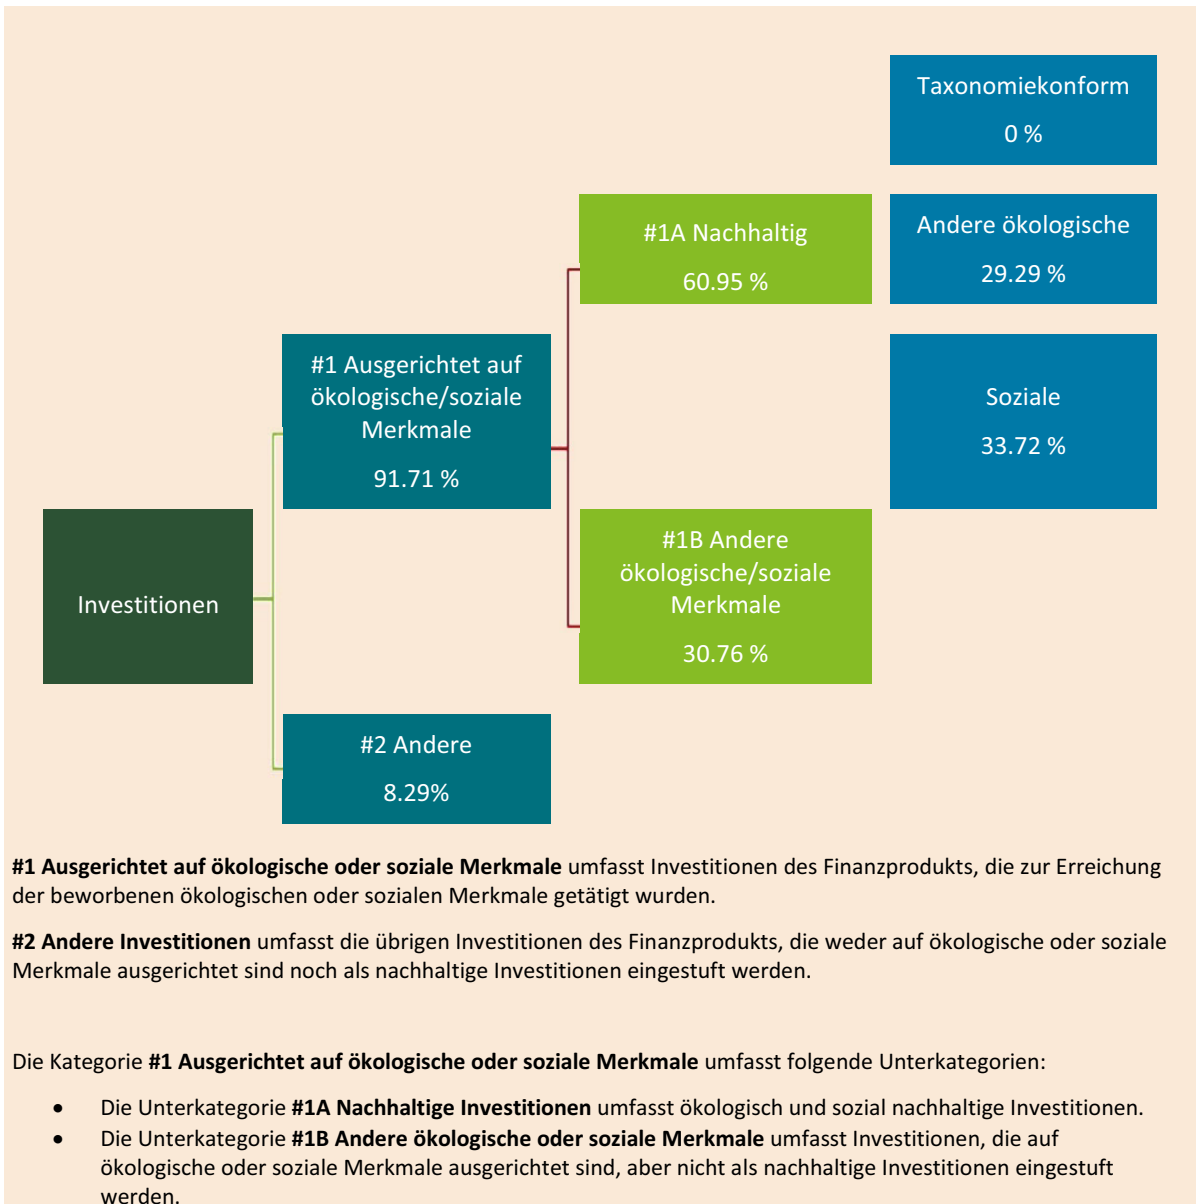 Taxonomiekonform
0 %
#1A Nachhaltig
60.95 %
Andere ökologische
29.29 %
#1 Ausgerichtet auf
ökologische/soziale
Merkmale
91.71 %
Soziale
33.72 %
Investitionen
#1B Andere
ökologische/soziale
Merkmale
30.76 %
#2 Andere
8.29%
#1 Ausgerichtet auf ökologische oder soziale Merkmale umfasst Investitionen des Finanzprodukts, die zur Erreichung
der beworbenen ökologischen oder sozialen Merkmale getätigt wurden.
#2 Andere Investitionen umfasst die übrigen Investitionen des Finanzprodukts, die weder auf ökologische oder soziale
Merkmale ausgerichtet sind noch als nachhaltige Investitionen eingestuft werden.
Die Kategorie #1 Ausgerichtet auf ökologische oder soziale Merkmale umfasst folgende Unterkategorien:
• Die Unterkategorie #1A Nachhaltige Investitionen umfasst ökologisch und sozial nachhaltige Investitionen.
• Die Unterkategorie #1B Andere ökologische oder soziale Merkmale umfasst Investitionen, die auf
ökologische oder soziale Merkmale ausgerichtet sind, aber nicht als nachhaltige Investitionen eingestuft
werden.